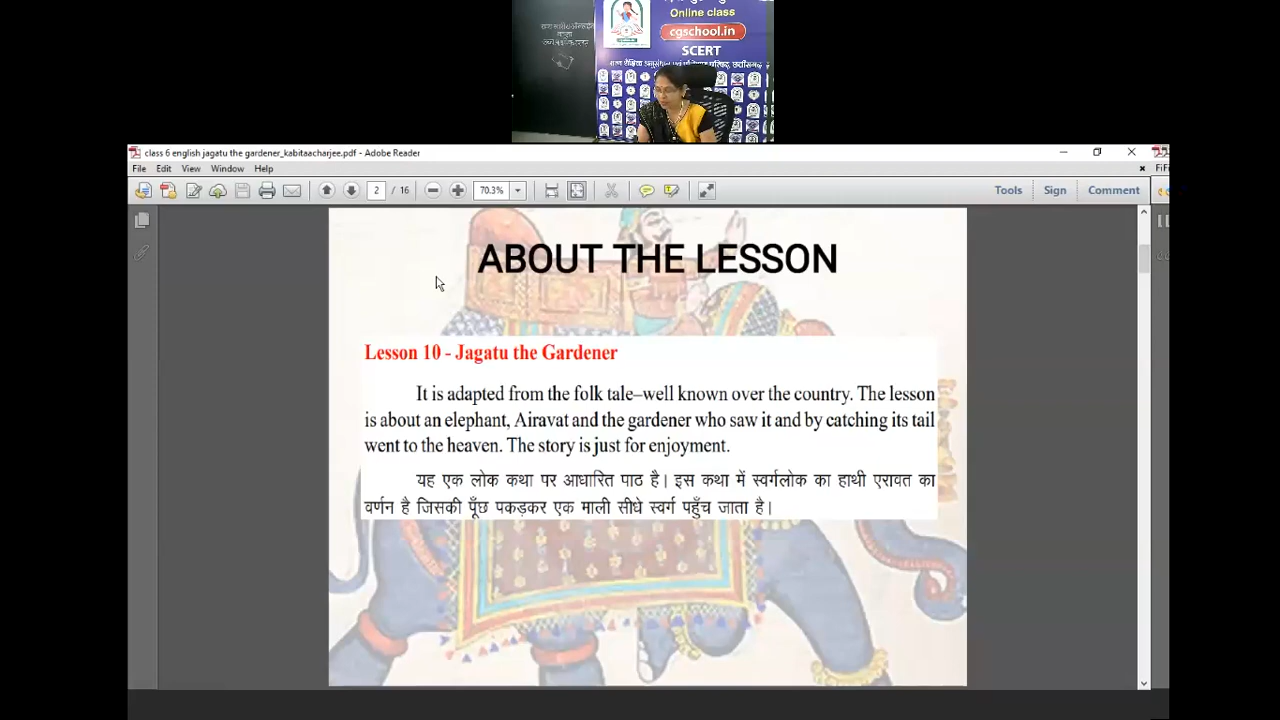 Online class
cgschool.in
SCERT
class 6 english jagatu the gardener_kabitaacharjee.pdf - Adobe Reader
File Edit View Window Help
2 / 16 70.3% Tools Sign Comment
ABOUT THE LESSON
Lesson 10 - Jagatu the Gardener
It is adapted from the folk tale–well known over the country. The lesson
is about an elephant, Airavat and the gardener who saw it and by catching its tail
went to the heaven. The story is just for enjoyment.
यह एक लोक कथा पर आधारित पाठ है। इस कथा में स्वर्गलोक का हाथी एरावत का
वर्णन है जिसकी पूँछ पकड़कर एक माली सीधे स्वर्ग पहुँच जाता है।